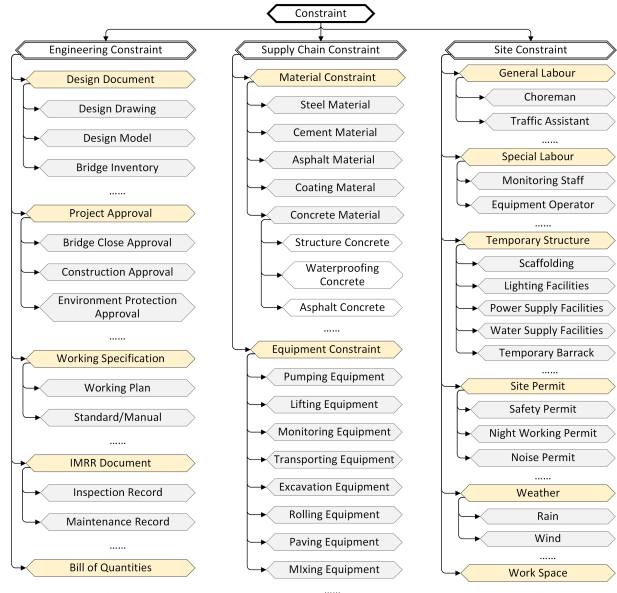 Constraint
Engineering Constraint
Design Document
Design Drawing
Design Model
Bridge Inventory
......
Project Approval
Bridge Close Approval
Construction Approval
Environment Protection
Approval
......
Working Specification
Working Plan
Standard/Manual
......
IMRR Document
Inspection Record
Maintenance Record
......
Bill of Quantities
Supply Chain Constraint
Material Constraint
Steel Material
Cement Material
Asphalt Material
Coating Materal
Concrete Material
Structure Concrete
Waterproofing
Concrete
Asphalt Concrete
......
Equipment Constraint
Pumping Equipment
Lifting Equipment
Monitoring Equipment
Transporting Equipment
Excavation Equipment
Rolling Equipment
Paving Equipment
MIxing Equipment
......
Site Constraint
General Labour
Choreman
Traffic Assistant
......
Special Labour
Monitoring Staff
Equipment Operator
......
Temporary Structure
Scaffolding
Lighting Facilities
Power Supply Facilities
Water Supply Facilities
Temporary Barrack
......
Site Permit
Safety Permit
Night Working Permit
Noise Permit
......
Weather
Rain
Wind
......
Work Space